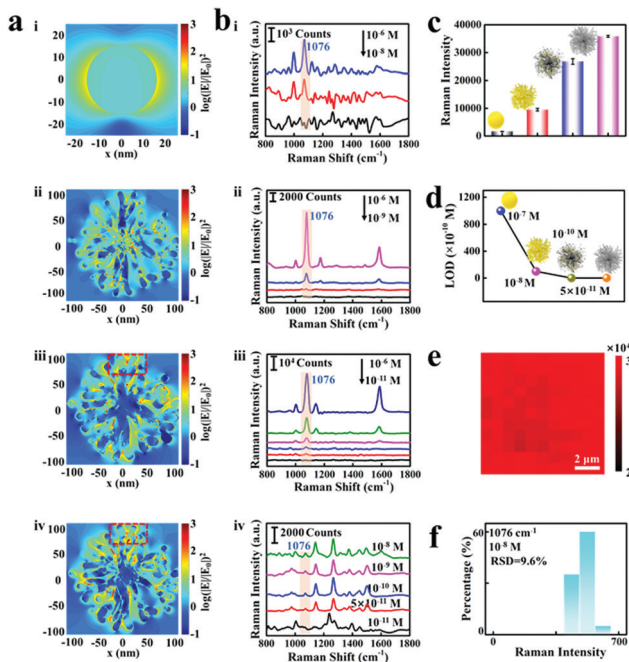 a
b
c
i
3
2
1
0
-1
log(|E|/|E₀|)²
20
10
0
-10
-20
-20 0 20
x (nm)
i
10³ Counts
10⁻⁶ M
10⁻⁸ M
1076
Raman Intensity (a.u.)
800 1000 1200 1400 1600 1800
Raman Shift (cm⁻¹)
40000
30000
20000
10000
0
Raman Intensity
ii
100
50
0
-50
-100
-100 -50 0 50 100
x (nm)
3
2
1
0
-1
log(|E|/|E₀|)²
ii
2000 Counts
10⁻⁶ M
10⁻⁹ M
1076
Raman Intensity (a.u.)
800 1000 1200 1400 1600 1800
Raman Shift (cm⁻¹)
d
1200
800
400
0
LOD (×10⁻¹⁰ M)
10⁻⁷ M
10⁻¹⁰ M
10⁻⁸ M
5×10⁻¹¹ M
iii
100
50
0
-50
-100
-100 -50 0 50 100
x (nm)
3
2
1
0
-1
log(|E|/|E₀|)²
iii
10⁴ Counts
10⁻⁶ M
10⁻¹¹ M
1076
Raman Intensity (a.u.)
800 1000 1200 1400 1600 1800
Raman Shift (cm⁻¹)
e
2 μm
iv
100
50
0
-50
-100
-100 -50 0 50 100
x (nm)
3
2
1
0
-1
log(|E|/|E₀|)²
iv
2000 Counts
1076
10⁻⁸ M
10⁻⁹ M
10⁻¹⁰ M
5×10⁻¹¹ M
10⁻¹¹ M
Raman Intensity (a.u.)
800 1000 1200 1400 1600 1800
Raman Shift (cm⁻¹)
f
1076 cm⁻¹
10⁻⁸ M
RSD=9.6%
60
30
0
Percentage (%)
0 700
Raman Intensity